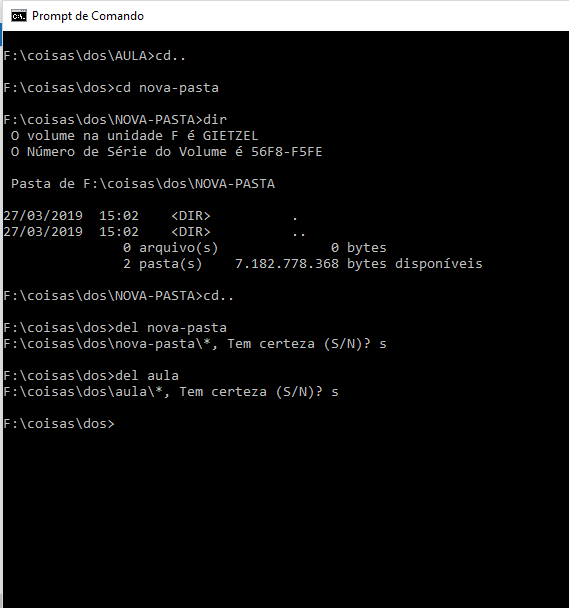 Prompt de Comando
F:\coisas\dos\AULA>cd..
F:\coisas\dos>cd nova-pasta
F:\coisas\dos\NOVA-PASTA>dir
 O volume na unidade F é GIETZEL
 O Número de Série do Volume é 56F8-F5FE
 Pasta de F:\coisas\dos\NOVA-PASTA
27/03/2019  15:02    <DIR>          .
27/03/2019  15:02    <DIR>          ..
               0 arquivo(s)              0 bytes
               2 pasta(s)    7.182.778.368 bytes disponíveis
F:\coisas\dos\NOVA-PASTA>cd..
F:\coisas\dos>del nova-pasta
F:\coisas\dos\nova-pasta\*, Tem certeza (S/N)? s
F:\coisas\dos>del aula
F:\coisas\dos\aula\*, Tem certeza (S/N)? s
F:\coisas\dos>